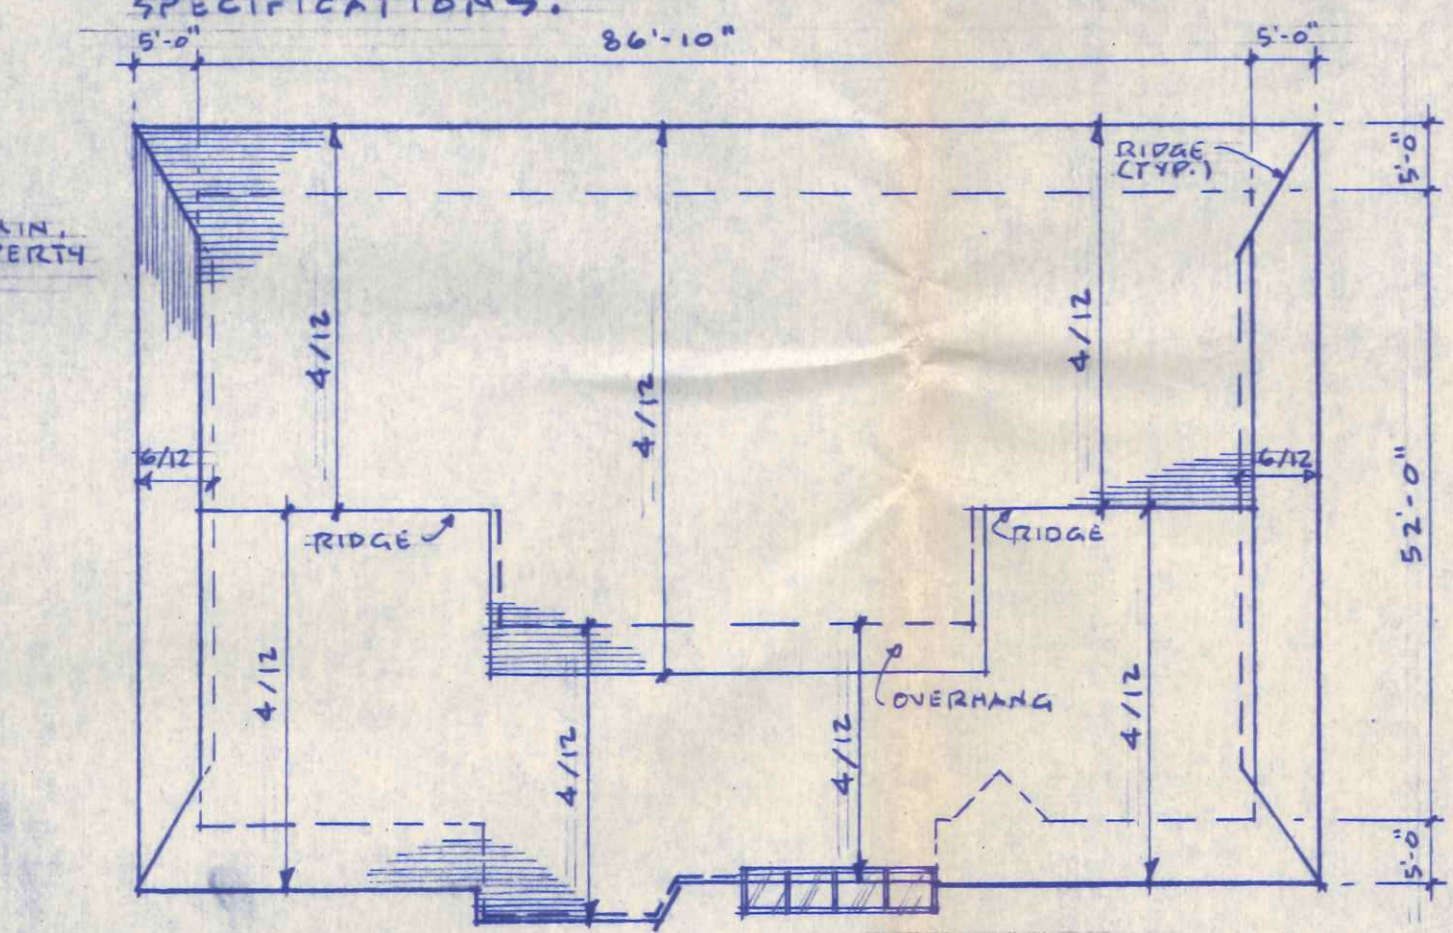 SPECIFICATIONS.
5'-0" 86'-10" 5'-0"
RIDGE
(TYP.)
5'-0"
4/12
4/12
4/12
6/12
6/12
52'-0"
RIDGE
RIDGE
4/12
4/12
4/12
OVERHANG
4/12
5'-0"